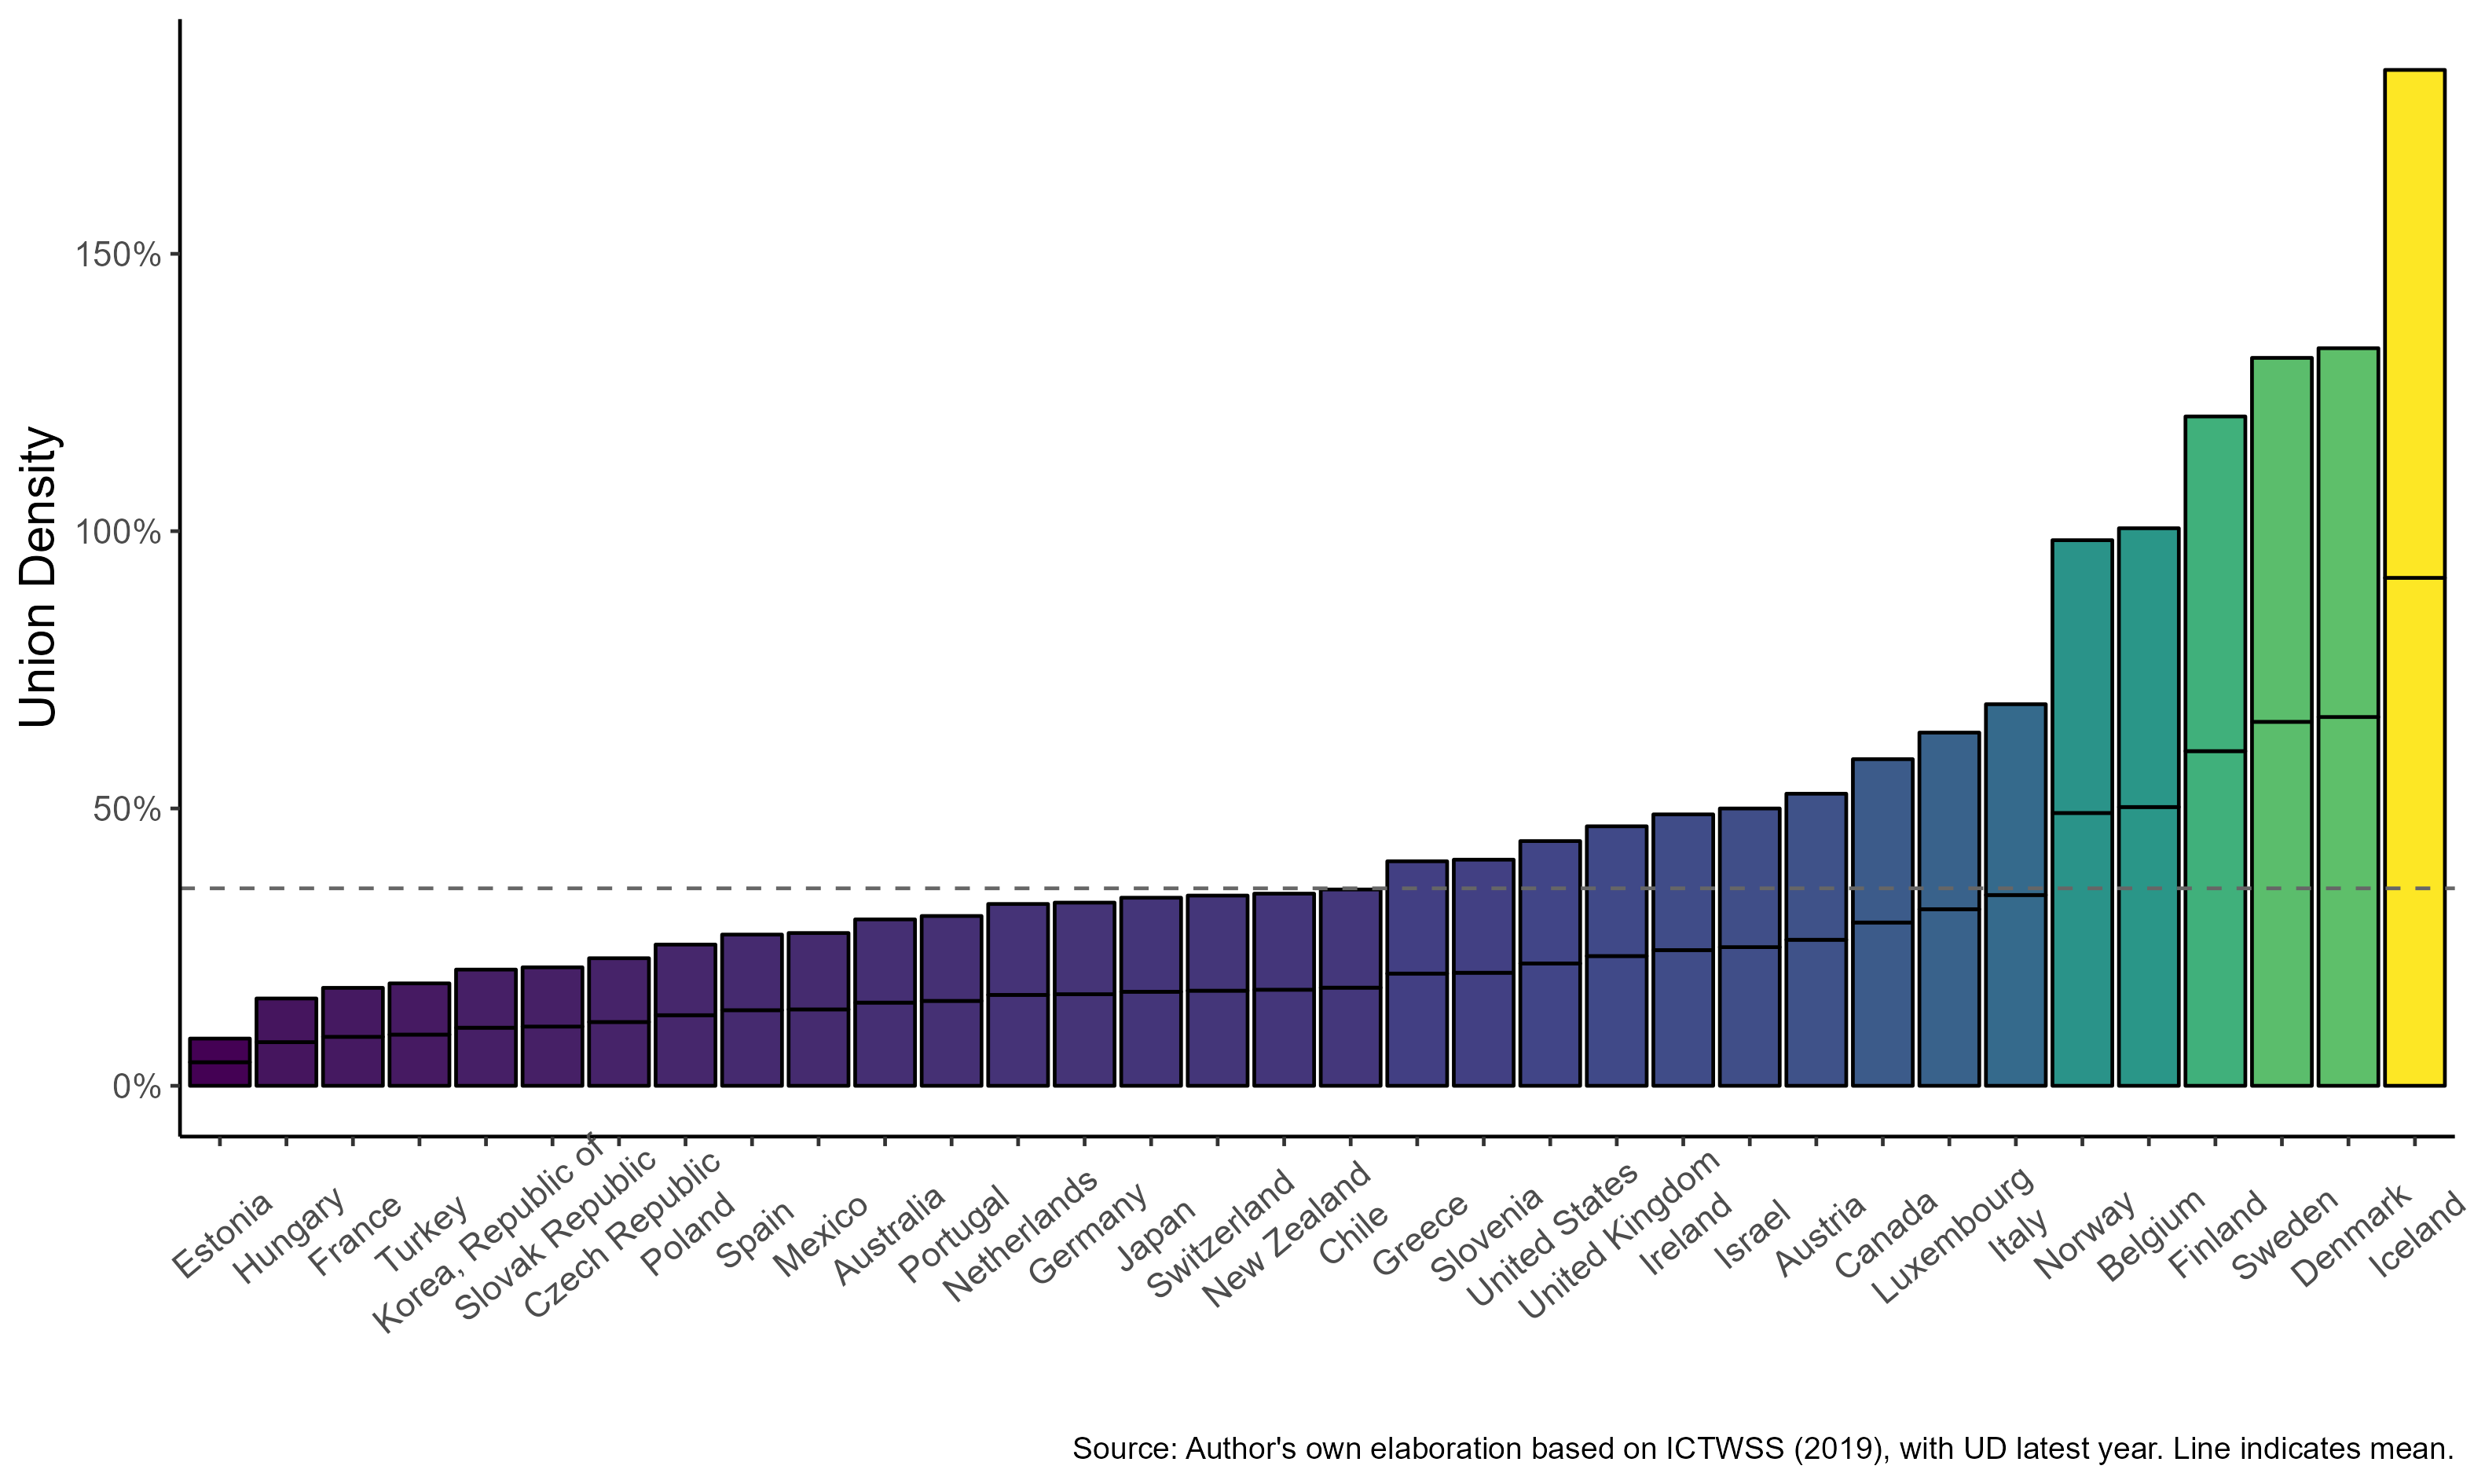 Union Density
150%
100%
50%
0%
Estonia
Hungary
France
Turkey
Korea, Republic of
Slovak Republic
Czech Republic
Poland
Spain
Mexico
Australia
Portugal
Netherlands
Germany
Japan
Switzerland
New Zealand
Chile
Greece
Slovenia
United States
United Kingdom
Ireland
Israel
Austria
Canada
Luxembourg
Italy
Norway
Belgium
Finland
Sweden
Denmark
Iceland
Source: Author's own elaboration based on ICTWSS (2019), with UD latest year. Line indicates mean.